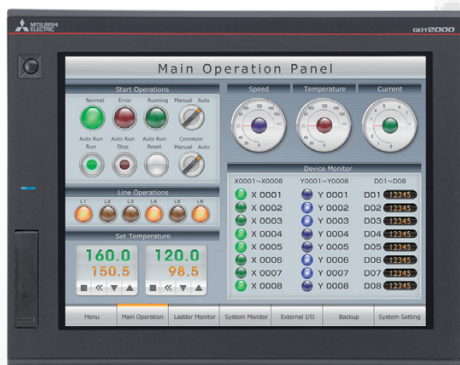 MITSUBISHI
ELECTRIC
GOT2000
Main Operation Panel
Start Operations
Normal Error Running Manual Auto
Auto Run Auto Run Auto Run Conveyor
Run Stop Reset Manual Auto
Line Operations
L1 L2 L3 L4 L5 L6
Set Temperature
160.0 120.0
150.5 98.5
Speed Temperature Current
Device Monitor
X0001~X0008 Y0001~Y0008 D01~D08
X 0001 Y 0001 D01 12345
X 0002 Y 0002 D02 12345
X 0003 Y 0003 D03 12345
X 0004 Y 0004 D04 12345
X 0005 Y 0005 D05 12345
X 0006 Y 0006 D06 12345
X 0007 Y 0007 D07 12345
X 0008 Y 0008 D08 12345
Menu Main Operation Ladder Monitor System Monitor External I/O Backup System Setting